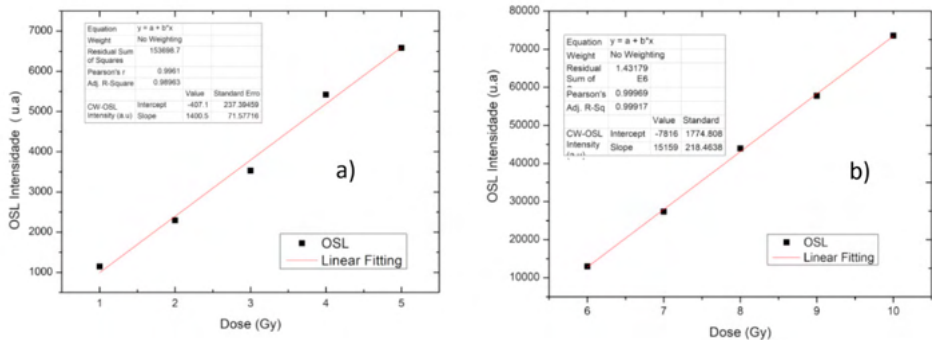 7000
6000
5000
4000
3000
2000
1000
OSL Intensidade ( u.a)
Equation y = a + b*x
Weight No Weighting
Residual Sum of Squares 153698.7
Pearson's r 0.9961
Adj. R-Square 0.98963
Value Standard Erro
CW-OSL Intercept -407.1 237.39459
Intensity (a.u) Slope 1400.5 71.57716
a)
OSL
Linear Fitting
1 2 3 4 5
Dose (Gy)
80000
70000
60000
50000
40000
30000
20000
10000
OSL Intensidade (u.a)
Equation y = a + b*x
Weight No Weighting
Residual Sum of 1.43179 E6
Pearson's 0.99969
Adj. R-Sq 0.99917
Value Standard
CW-OSL Intercept -7816 1774.808
Intensity Slope 15159 218.4638
b)
OSL
Linear Fitting
6 7 8 9 10
Dose (Gy)